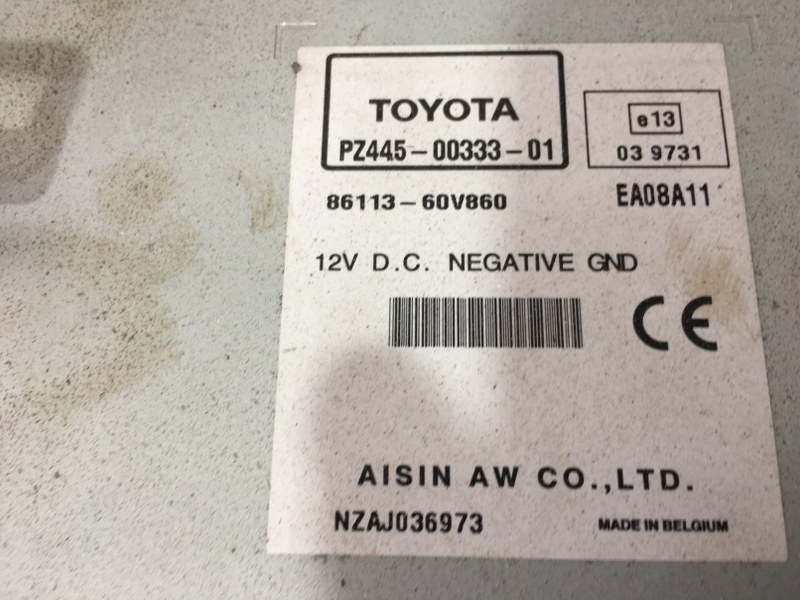 TOYOTA
PZ445-00333-01
e13
03 9731
86113-60V860
EA08A11
12V D.C. NEGATIVE GND
CE
AISIN AW CO.,LTD.
NZAJ036973
MADE IN BELGIUM